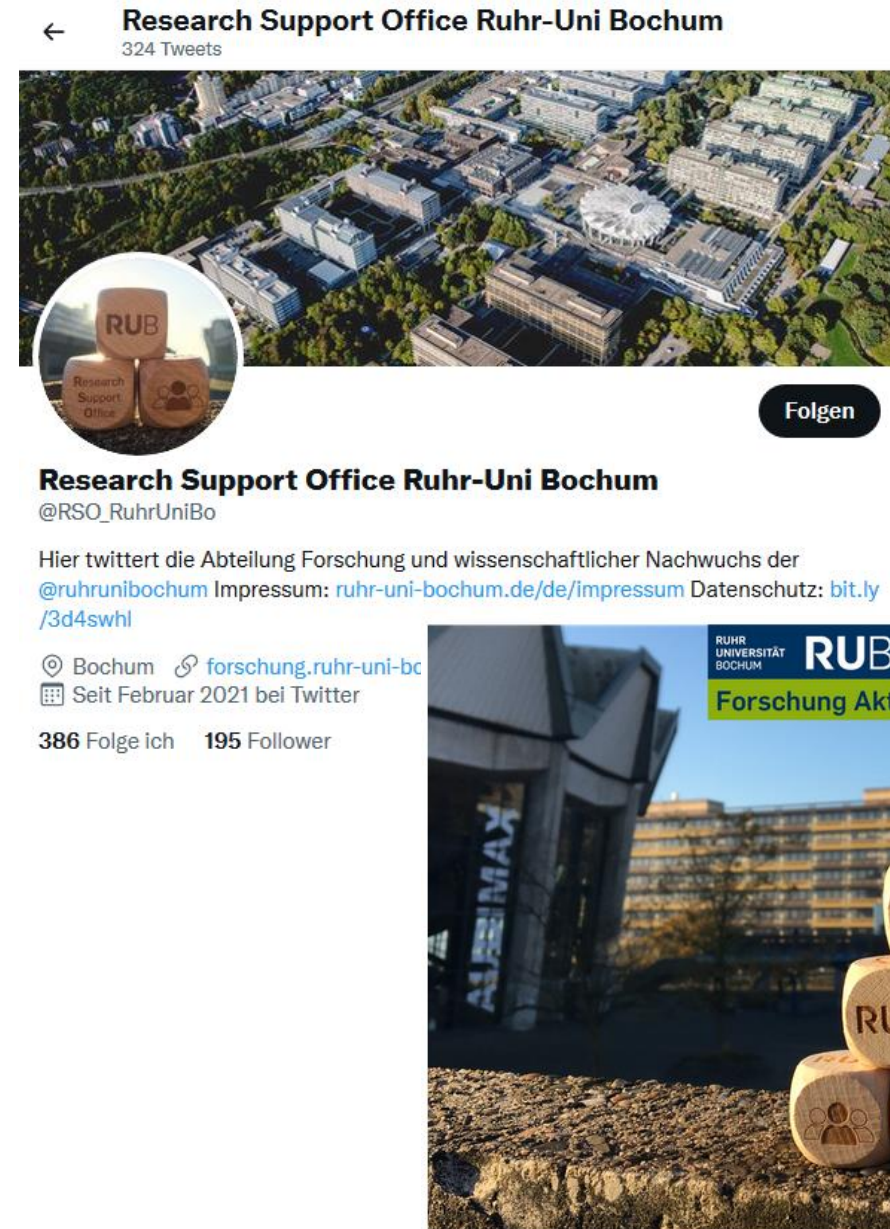 Research Support Office Ruhr-Uni Bochum
324 Tweets
RUB
Research
Support
Office
Folgen
Research Support Office Ruhr-Uni Bochum
@RSO_RuhrUniBo
Hier twittert die Abteilung Forschung und wissenschaftlicher Nachwuchs der
@ruhrunibochum Impressum: ruhr-uni-bochum.de/de/impressum Datenschutz: bit.ly
/3d4swhl
Bochum forschung.ruhr-uni-bo
Seit Februar 2021 bei Twitter
386 Folge ich 195 Follower
RUHR
UNIVERSITÄT
BOCHUM
RUB
Forschung Akt
AUDIMAX
RU